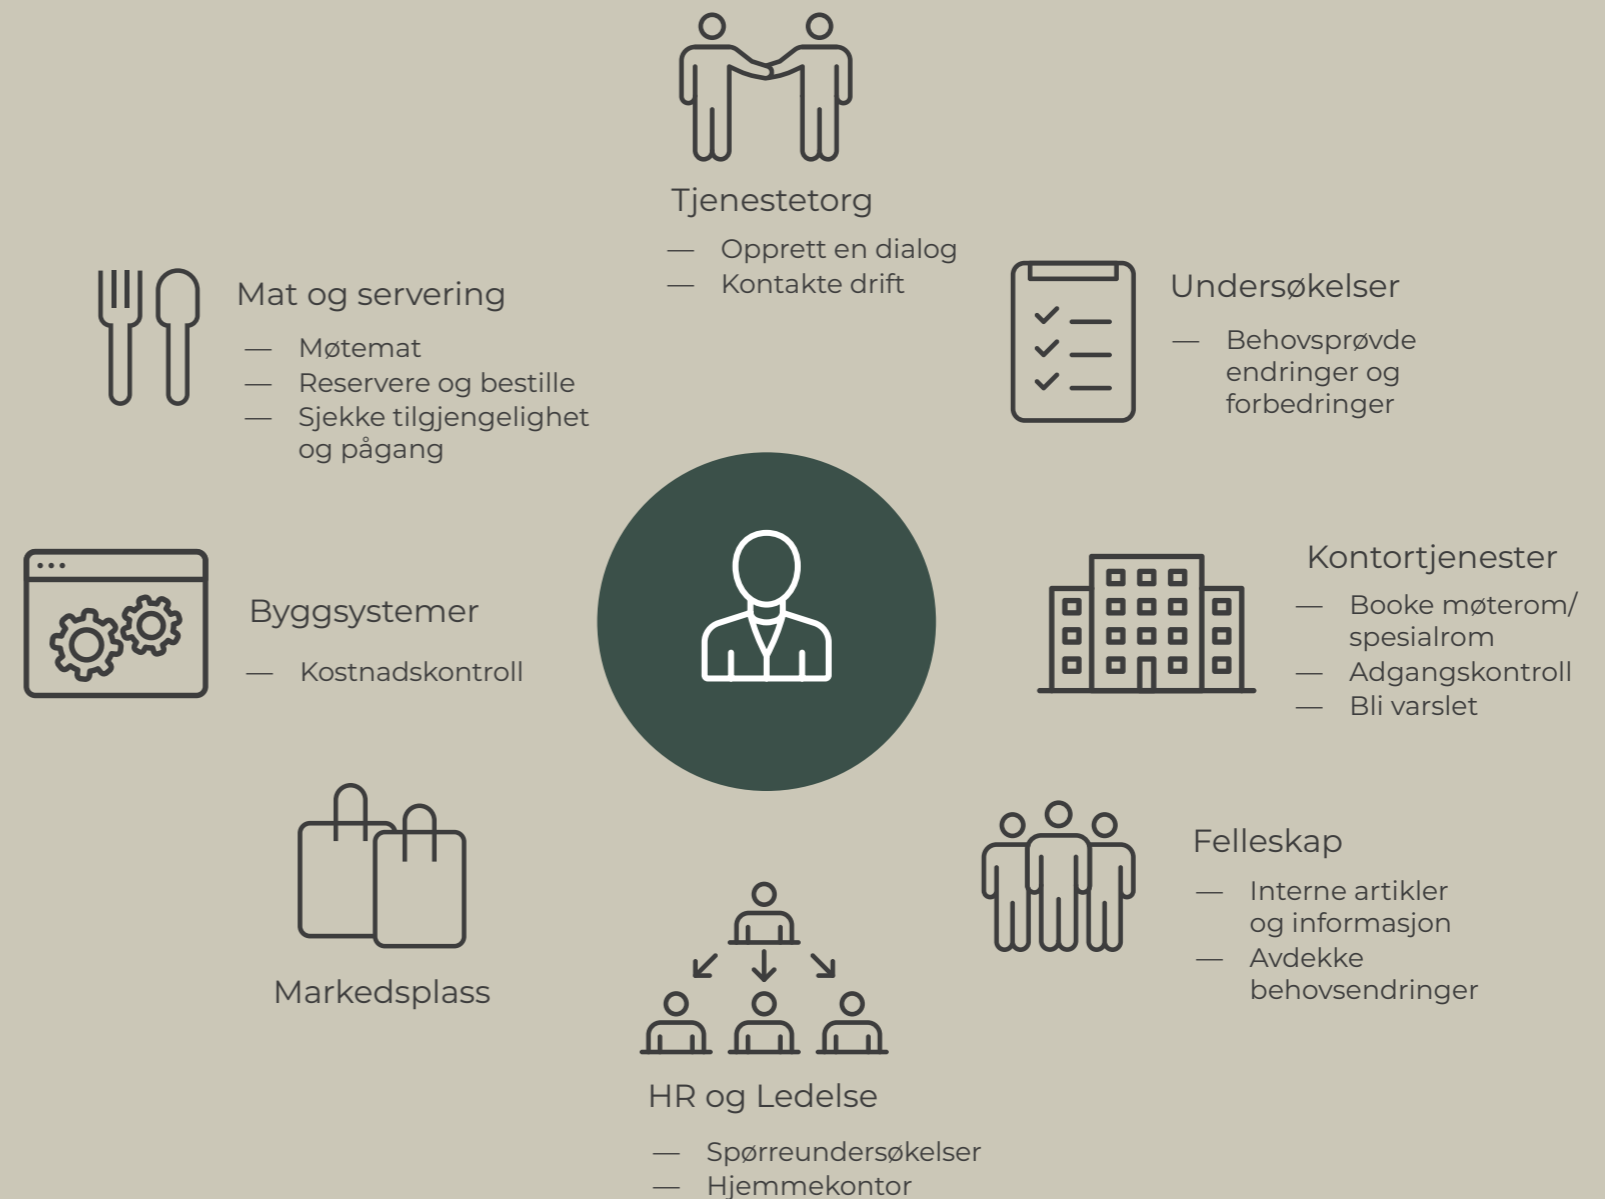 Tjenestetorg
— Opprett en dialog
— Kontakte drift
Mat og servering
— Møtemat
— Reservere og bestille
— Sjekke tilgjengelighet
og pågang
Undersøkelser
— Behovsprøvde
endringer og
forbedringer
Byggsystemer
— Kostnadskontroll
Kontortjenester
— Booke møterom/
spesialrom
— Adgangskontroll
— Bli varslet
Markedsplass
Felleskap
— Interne artikler
og informasjon
— Avdekke
behovsendringer
HR og Ledelse
— Spørreundersøkelser
— Hjemmekontor